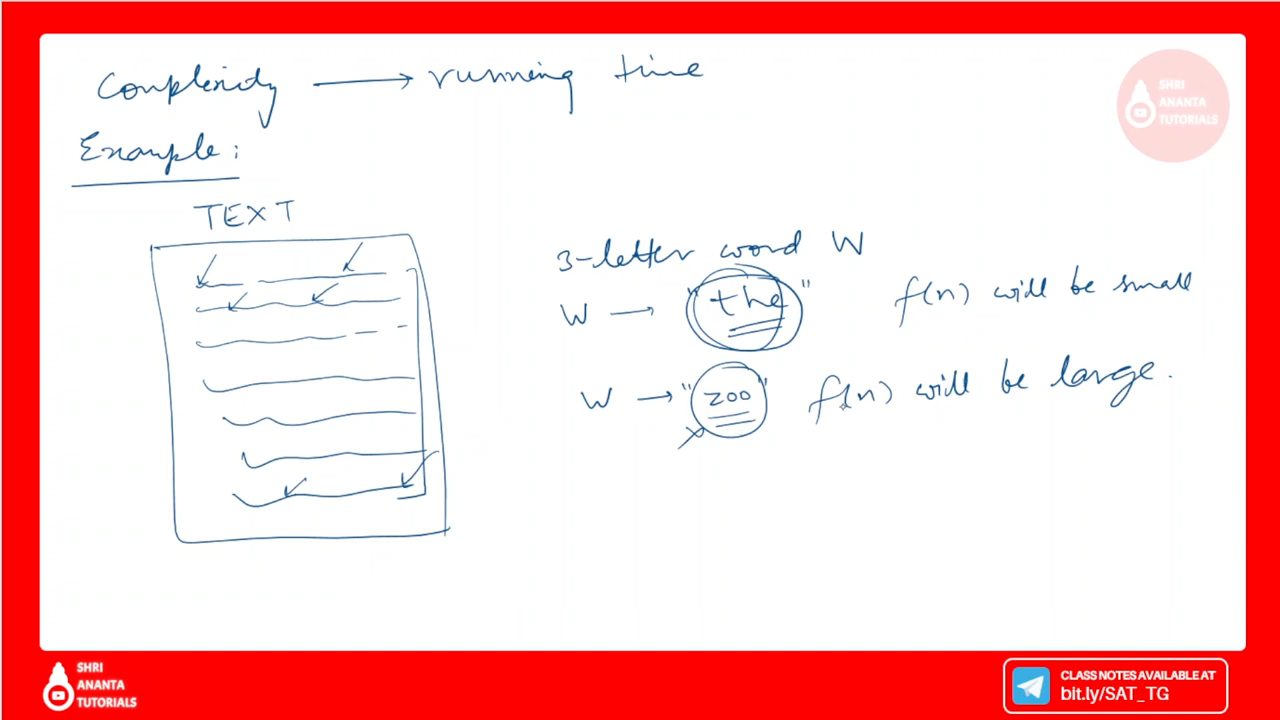 Complexity → running time
SHRI
ANANTA
TUTORIALS
Example:
TEXT
3-letter word W
W → "the" f(n) will be small
W → "zoo" f(n) will be large.
SHRI
ANANTA
TUTORIALS
CLASS NOTES AVAILABLE AT
bit.ly/SAT_TG